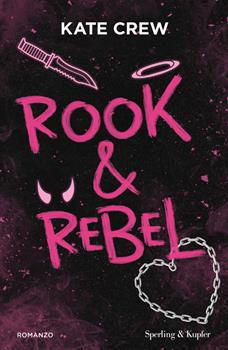 KATE CREW
ROOK
&
REBEL
ROMANZO
Sperling & Kupfer